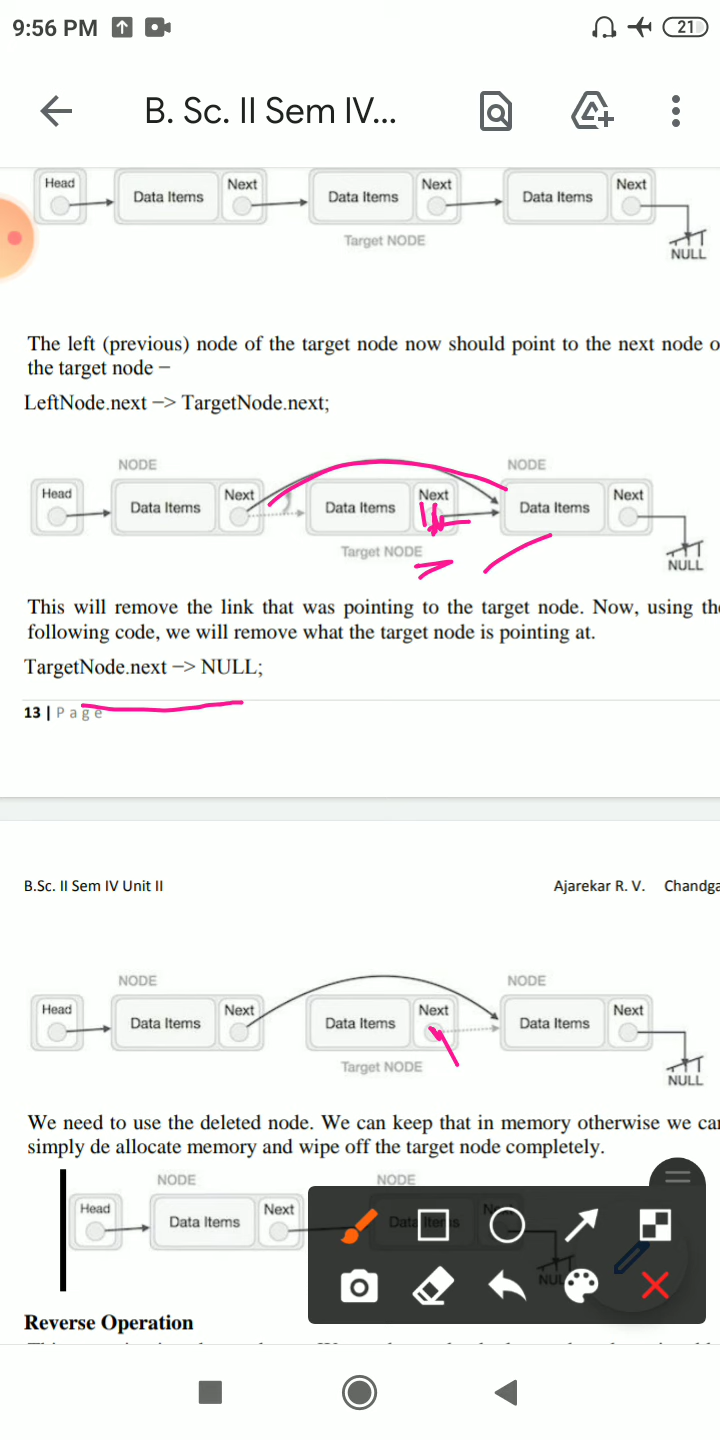 9:56 PM 21
B. Sc. II Sem IV...
Head Data Items Next Data Items Next Data Items Next
Target NODE
NULL
The left (previous) node of the target node now should point to the next node o
the target node –
LeftNode.next –> TargetNode.next;
NODE NODE
Head Data Items Next Data Items Next Data Items Next
Target NODE
NULL
This will remove the link that was pointing to the target node. Now, using the
following code, we will remove what the target node is pointing at.
TargetNode.next –> NULL;
13 | Page
B.Sc. II Sem IV Unit II Ajarekar R. V. Chandga
NODE NODE
Head Data Items Next Data Items Next Data Items Next
Target NODE
NULL
We need to use the deleted node. We can keep that in memory otherwise we can
simply de allocate memory and wipe off the target node completely.
NODE NODE
Head Data Items Next Data Items
Reverse Operation